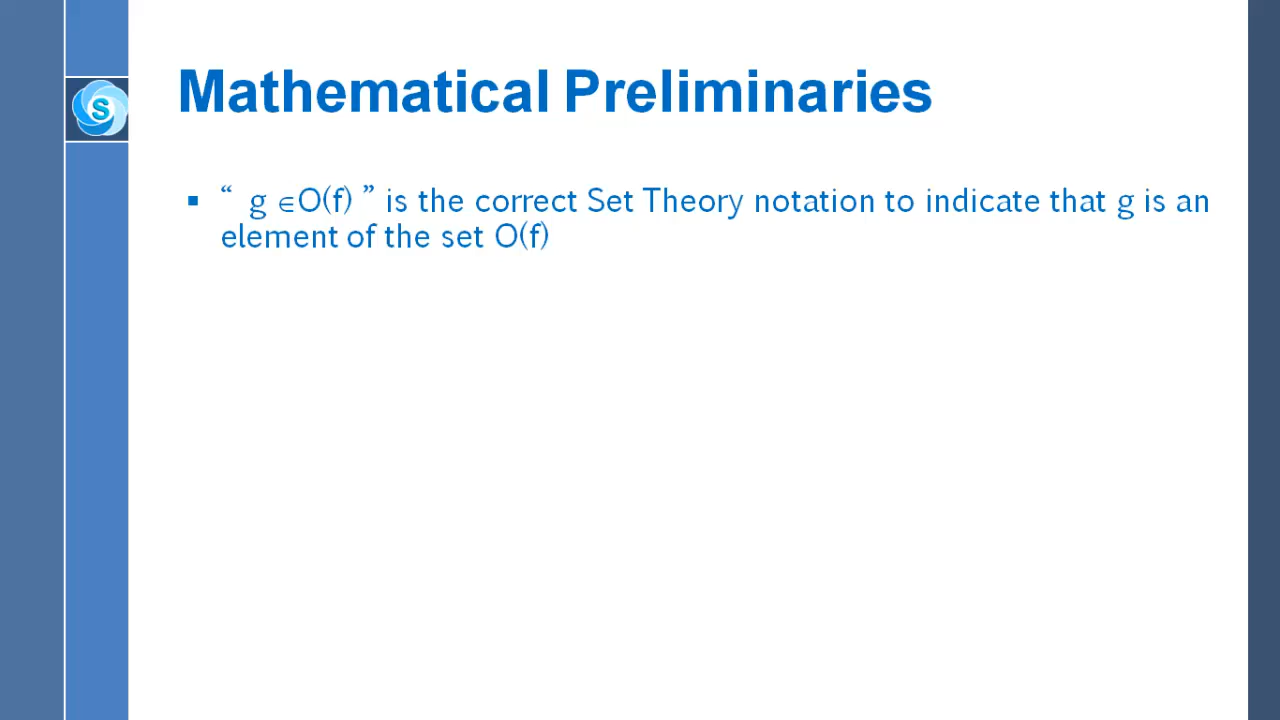 S
Mathematical Preliminaries
▪ “ g ∈O(f) ” is the correct Set Theory notation to indicate that g is an
element of the set O(f)